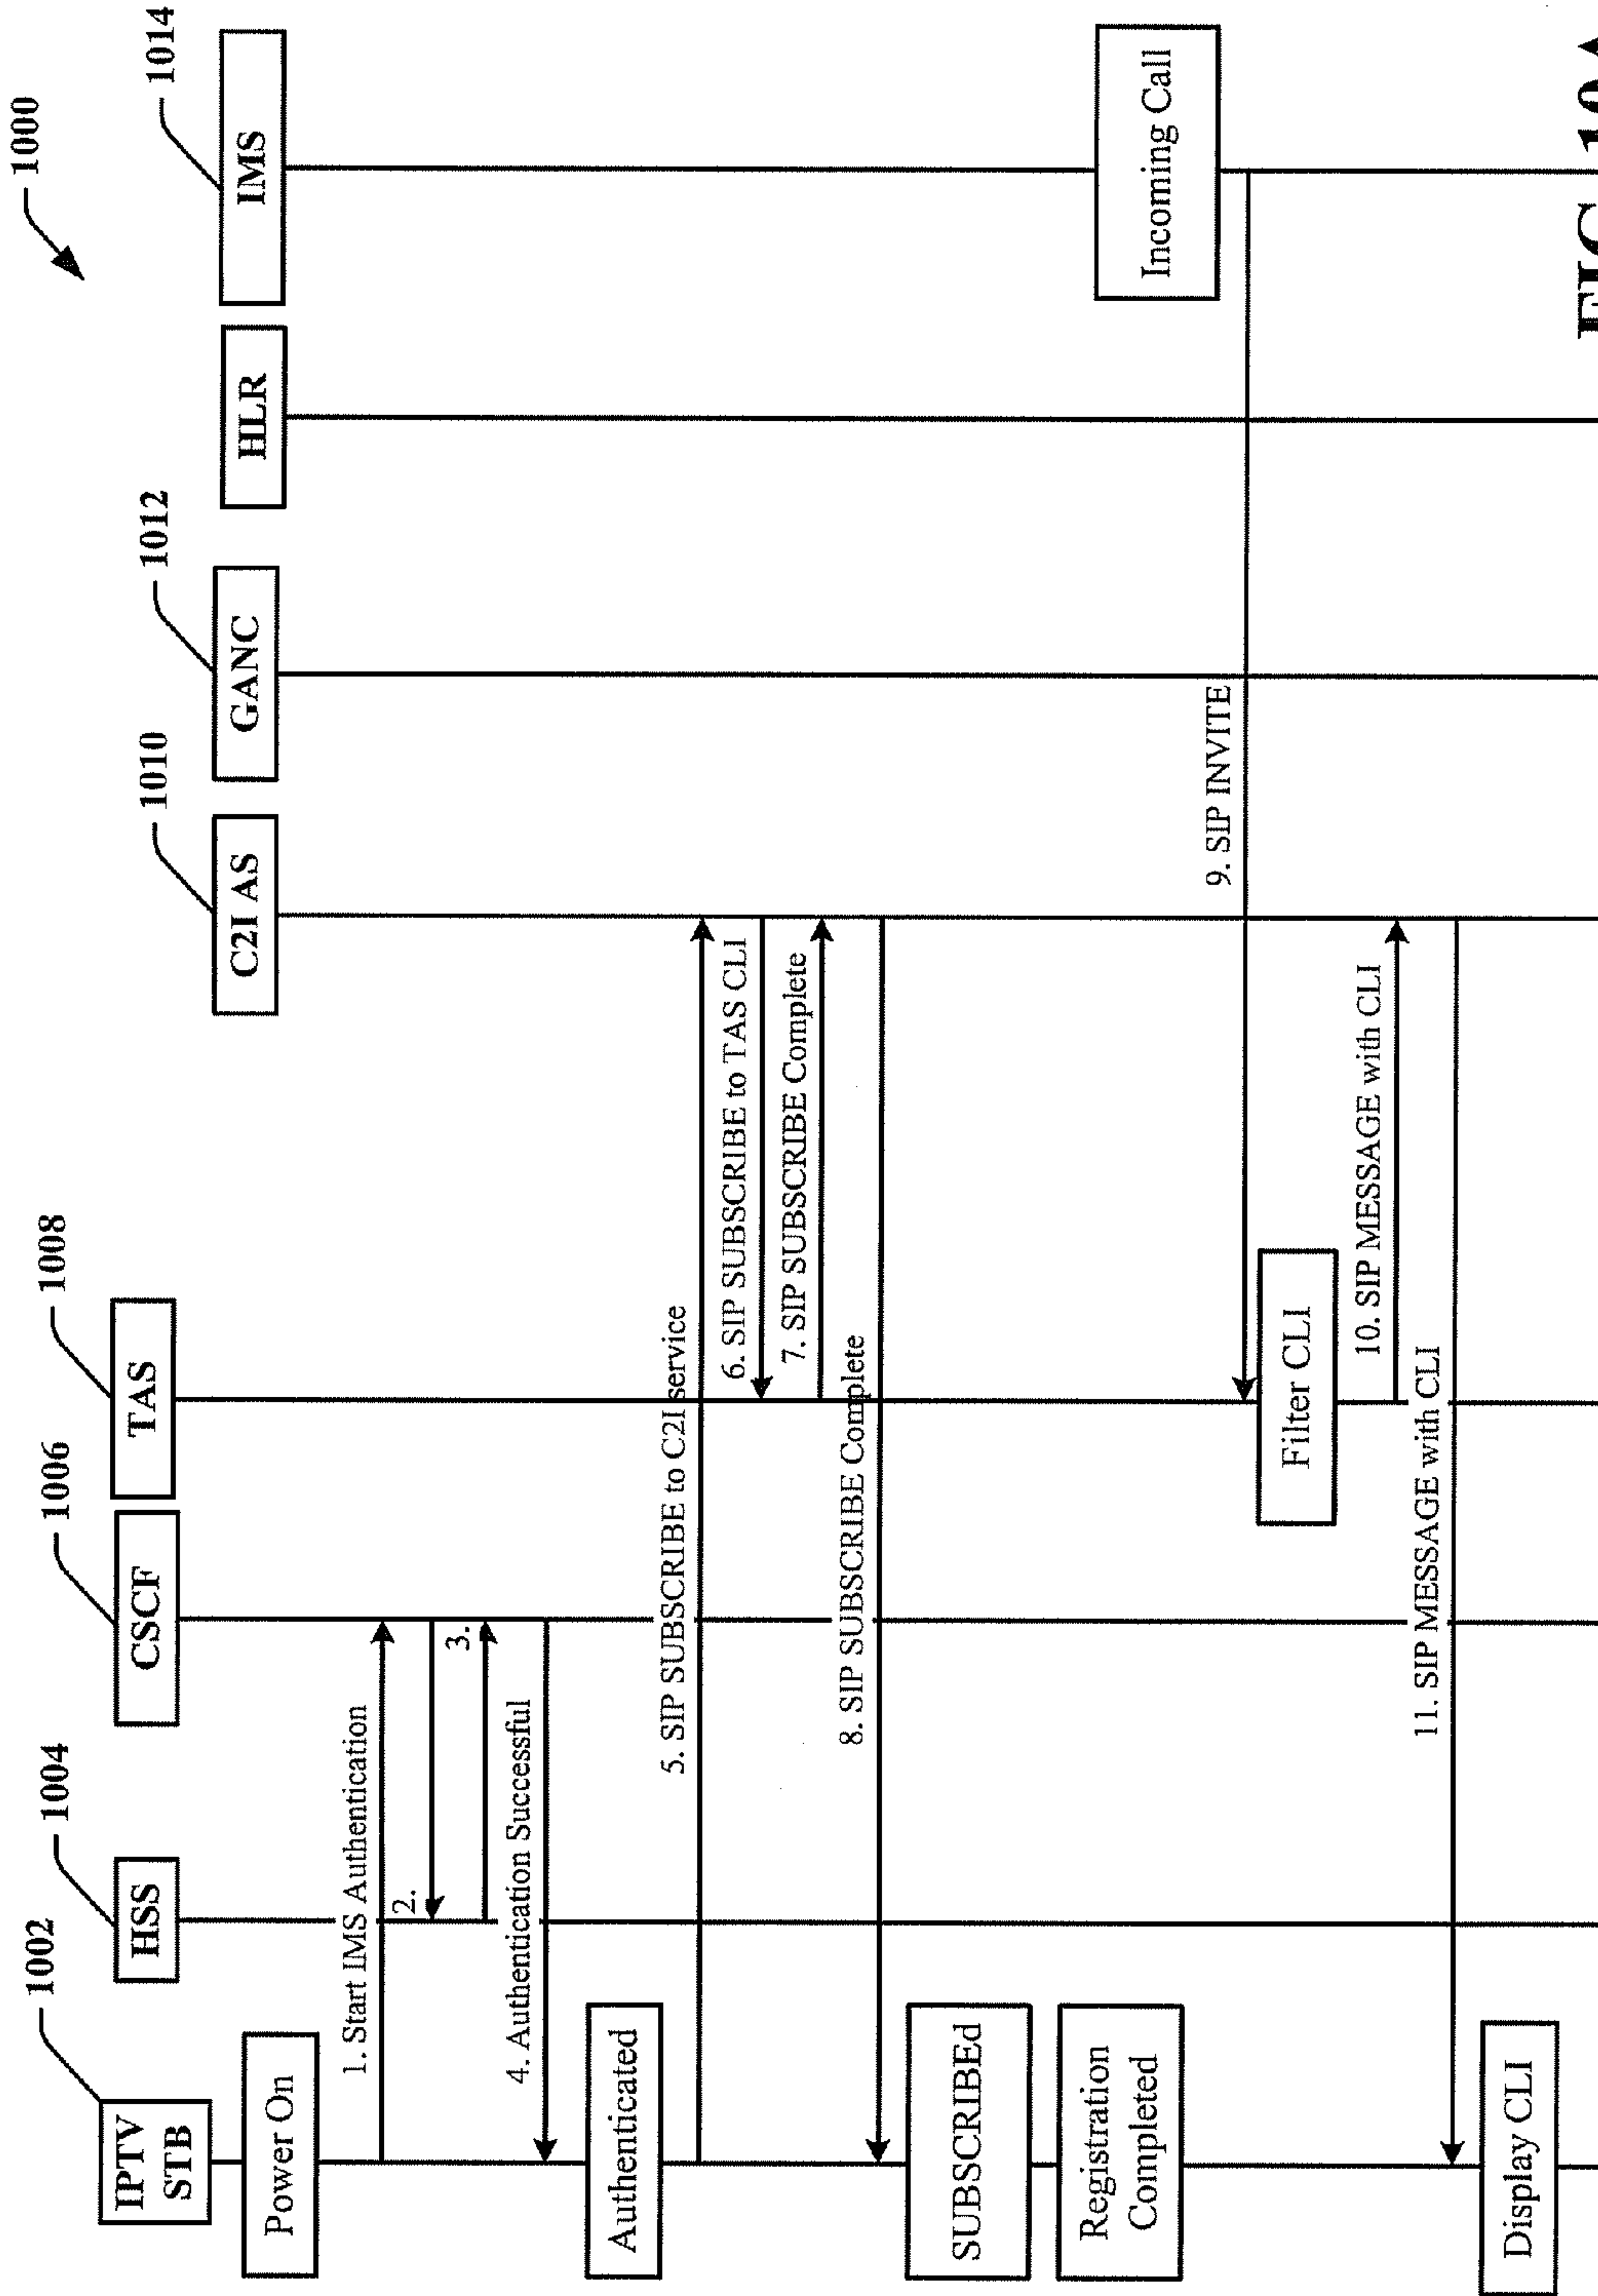 1000
1002
1004
1006
1008
1010
1012
1014
IPTV
STB
HSS
CSCF
TAS
C2I AS
GANC
HLR
IMS
Power On
1. Start IMS Authentication
2.
3.
4. Authentication Successful
Authenticated
5. SIP SUBSCRIBE to C2I service
6. SIP SUBSCRIBE to TAS CLI
7. SIP SUBSCRIBE Complete
8. SIP SUBSCRIBE Complete
SUBSCRIBEd
Registration
Completed
Incoming Call
9. SIP INVITE
Filter CLI
10. SIP MESSAGE with CLI
11. SIP MESSAGE with CLI
Display CLI
FIG. 10A